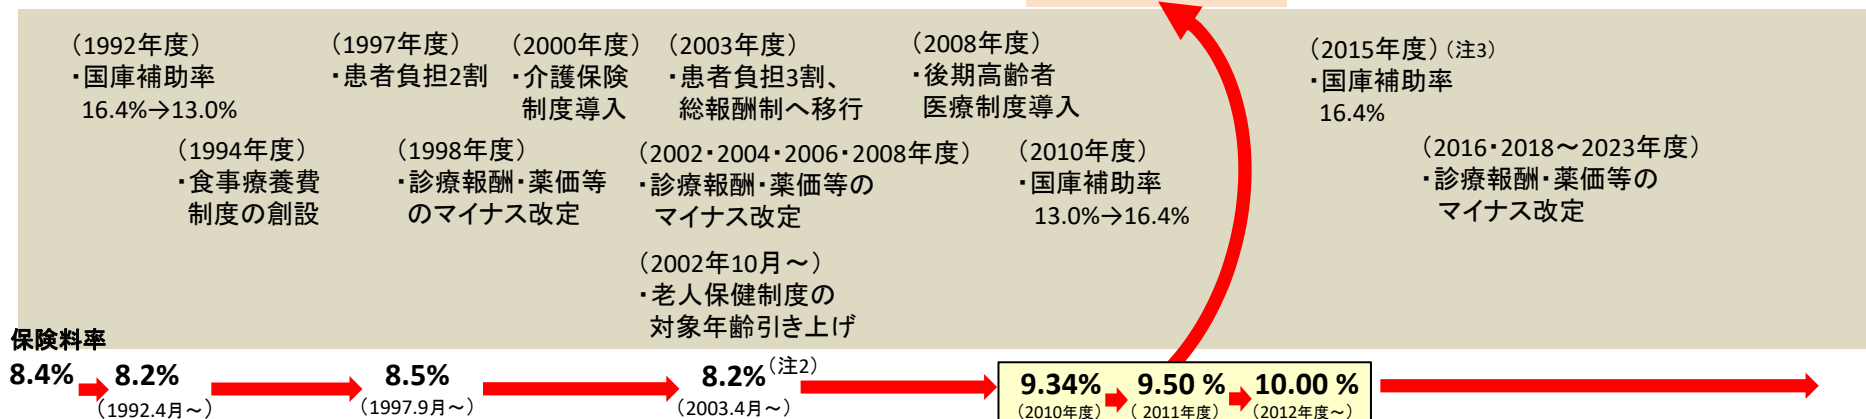 (1992年度)
・国庫補助率
16.4%→13.0%
(1997年度)
・患者負担2割
(2000年度)
・介護保険
制度導入
(2003年度)
・患者負担3割、
総報酬制へ移行
(2008年度)
・後期高齢者
医療制度導入
(2015年度)(注3)
・国庫補助率
16.4%
(1994年度)
・食事療養費
制度の創設
(1998年度)
・診療報酬・薬価等
のマイナス改定
(2002・2004・2006・2008年度)
・診療報酬・薬価等の
マイナス改定
(2010年度)
・国庫補助率
13.0%→16.4%
(2016・2018～2023年度)
・診療報酬・薬価等の
マイナス改定
(2002年10月～)
・老人保健制度の
対象年齢引き上げ
保険料率
8.4%
8.2%
(1992.4月～)
8.5%
(1997.9月～)
8.2%(注2)
(2003.4月～)
9.34%
(2010年度)
9.50 %
(2011年度)
10.00 %
(2012年度～)